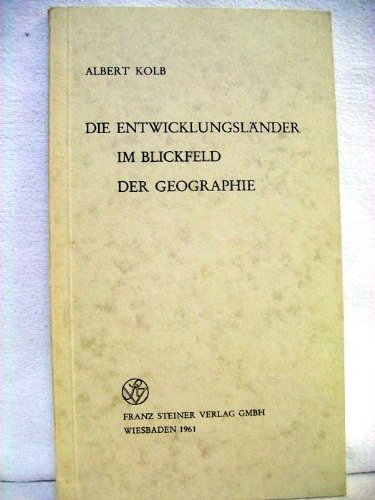 ALBERT KOLB
DIE ENTWICKLUNGSLÄNDER
IM BLICKFELD
DER GEOGRAPHIE
FRANZ STEINER VERLAG GMBH
WIESBADEN 1961